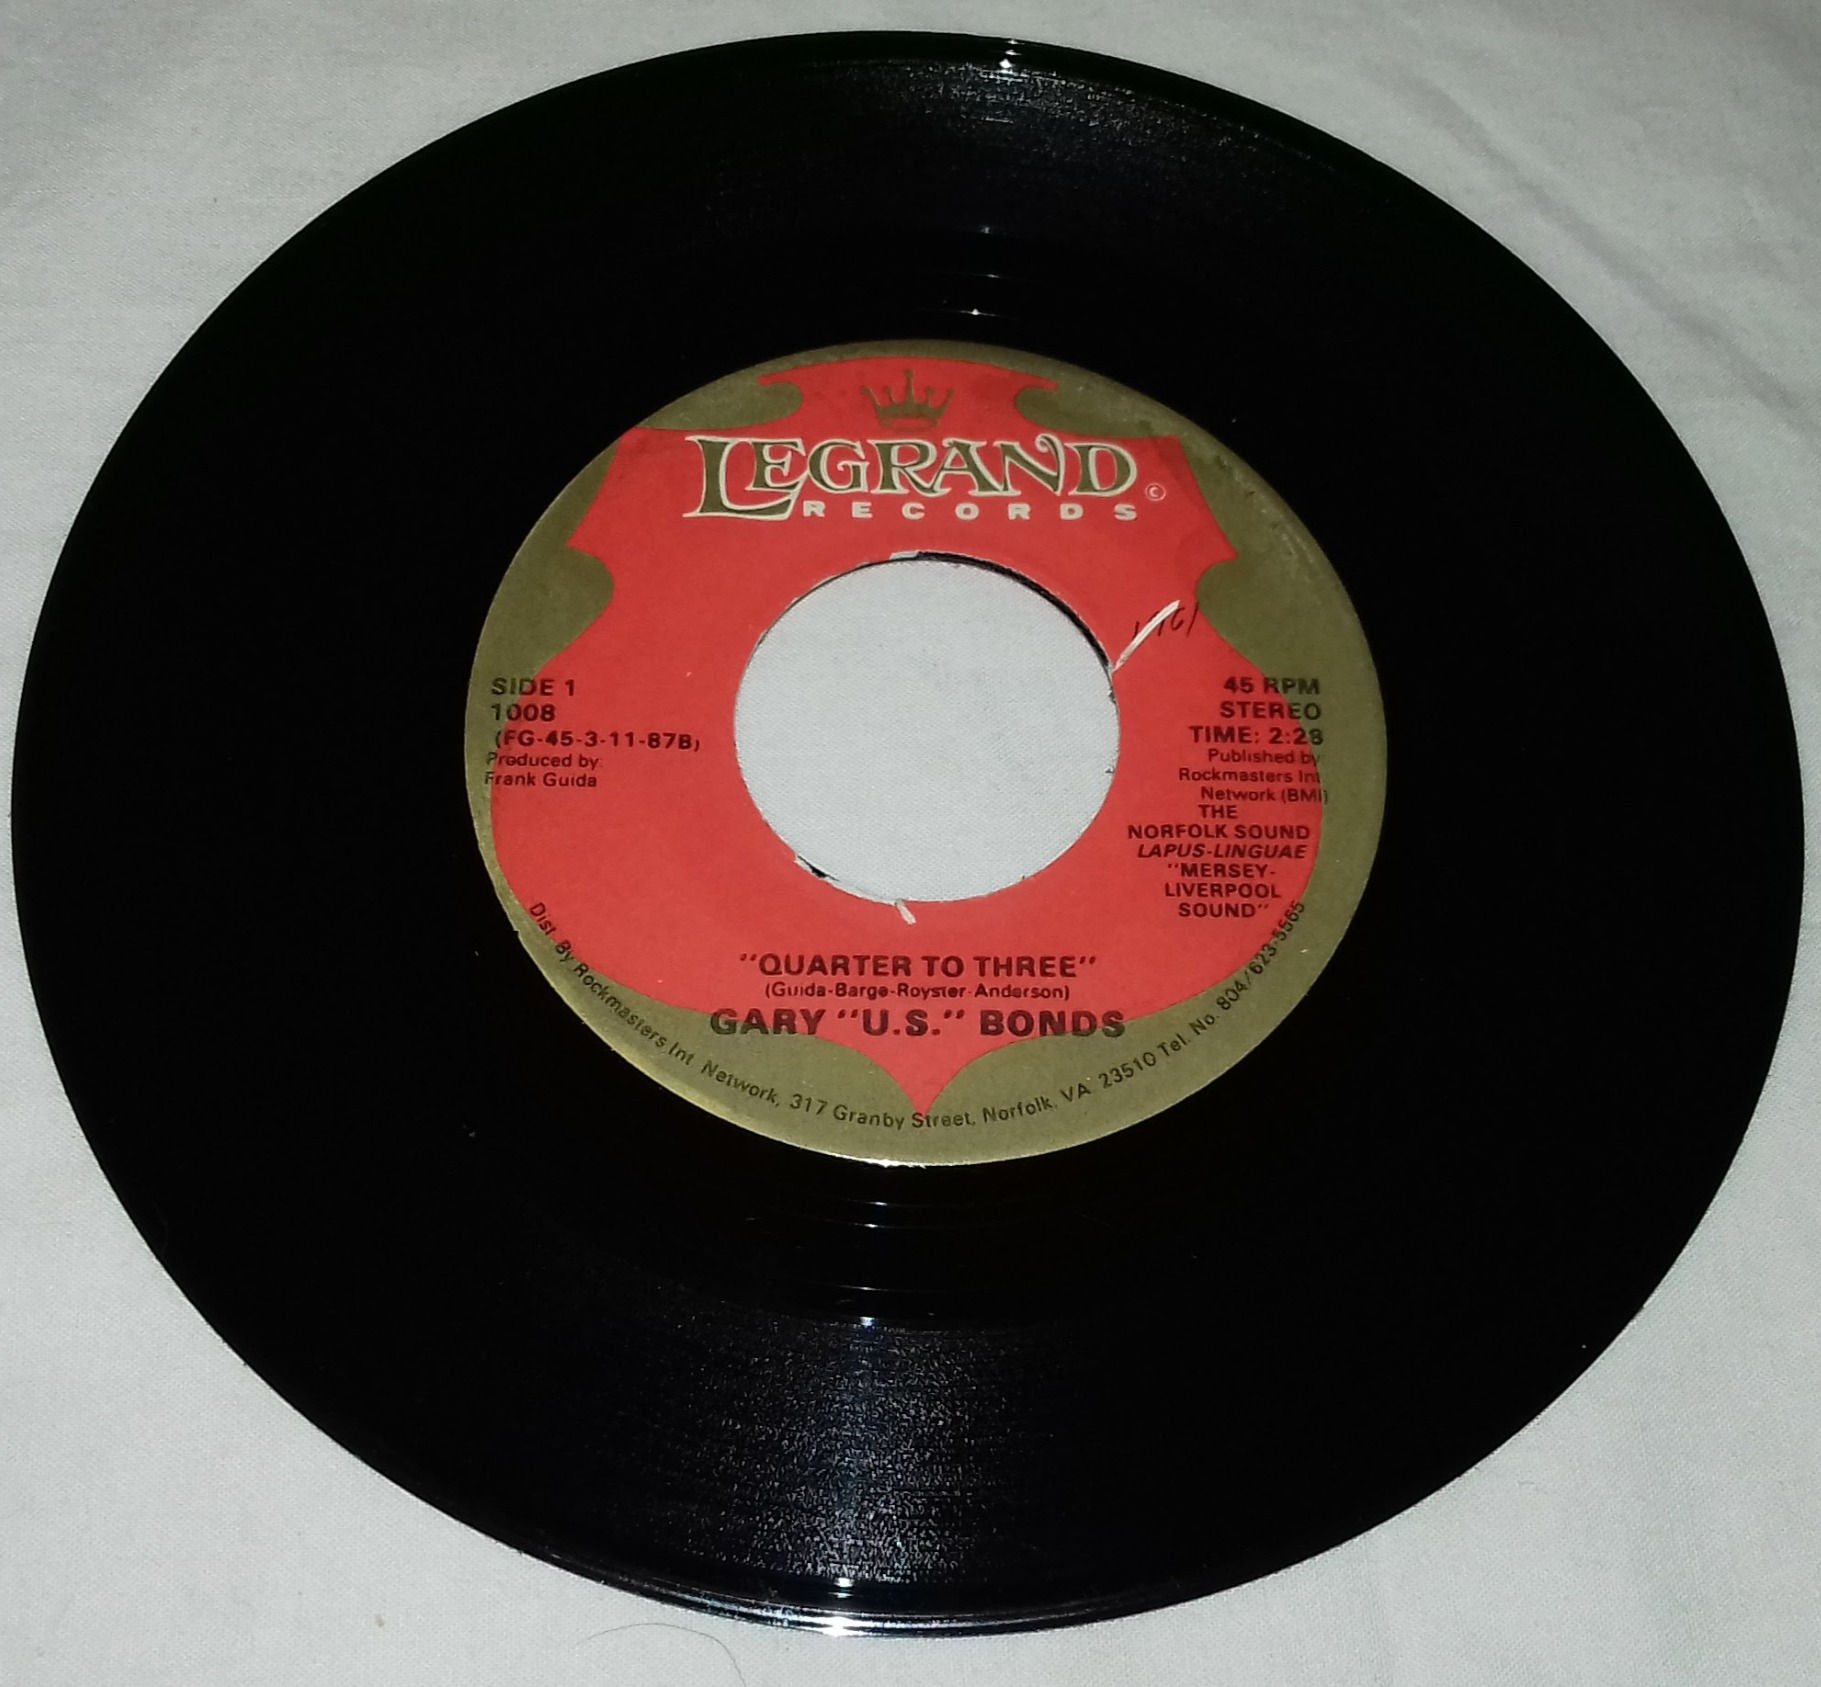 LEGRAND ©
RECORDS
SIDE 1
1008
(FG-45-3-11-87B)
Produced by:
Frank Guida
45 RPM
STEREO
TIME: 2:28
Published by
Rockmasters Int
Network (BMI)
THE
NORFOLK SOUND
LAPUS-LINGUAE
"MERSEY-
LIVERPOOL
SOUND"
"QUARTER TO THREE"
(Guida-Barge-Royster-Anderson)
GARY "U.S." BONDS
Dist. By Rockmasters Int. Network, 317 Granby Street, Norfolk, VA 23510 Tel. No. 804/623-5565